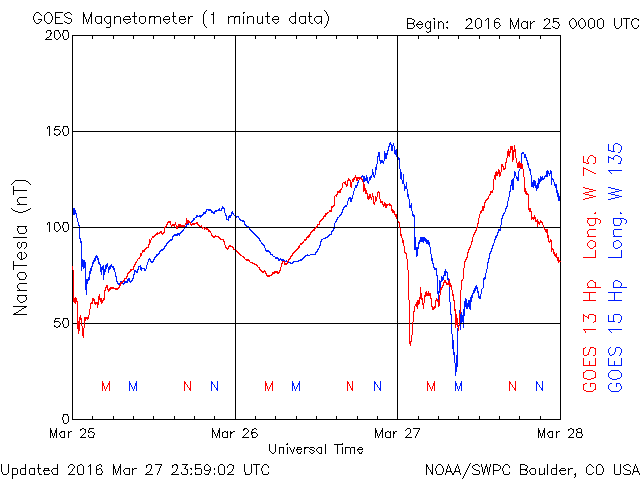 GOES Magnetometer (1 minute data)
Begin: 2016 Mar 25 0000 UTC
200
150
100
50
0
NanoTesla (nT)
M M N N M M N N M M N N
Mar 25 Mar 26 Mar 27 Mar 28
Universal Time
GOES 13 Hp Long. W 75
GOES 15 Hp Long. W 135
Updated 2016 Mar 27 23:59:02 UTC
NOAA/SWPC Boulder, CO USA